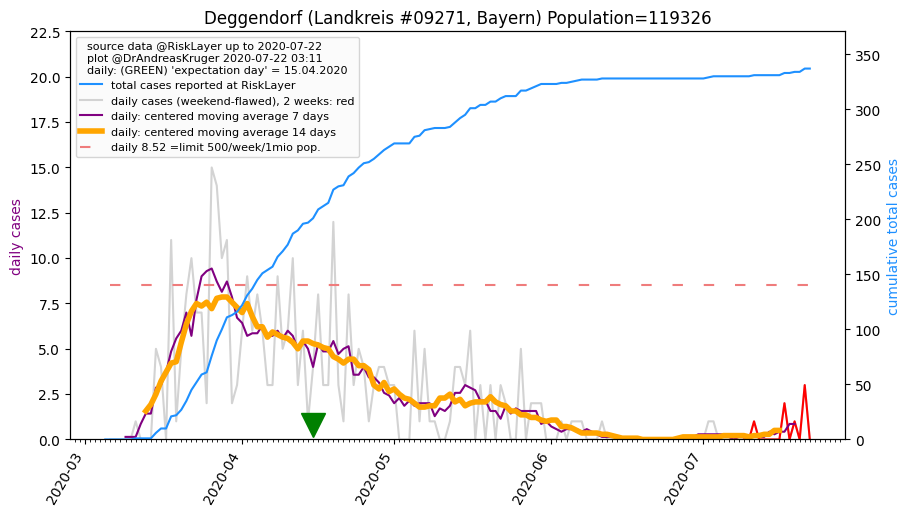 Deggendorf (Landkreis #09271, Bayern) Population=119326
source data @RiskLayer up to 2020-07-22
plot @DrAndreasKruger 2020-07-22 03:11
daily: (GREEN) 'expectation day' = 15.04.2020
total cases reported at RiskLayer
daily cases (weekend-flawed), 2 weeks: red
daily: centered moving average 7 days
daily: centered moving average 14 days
daily 8.52 =limit 500/week/1mio pop.
daily cases
22.5
20.0
17.5
15.0
12.5
10.0
7.5
5.0
2.5
0.0
350
300
250
200
150
100
50
0
cumulative total cases
2020-03
2020-04
2020-05
2020-06
2020-07